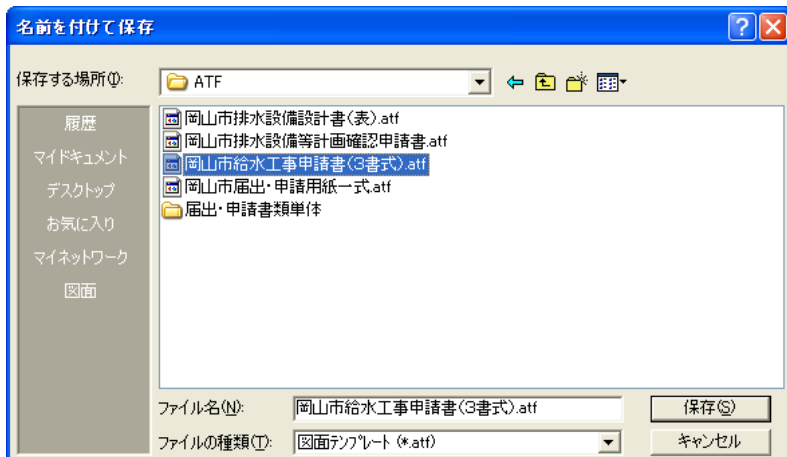 名前を付けて保存
保存する場所(I):
ATF
履歴
マイドキュメント
デスクトップ
お気に入り
マイネットワーク
図面
岡山市排水設備設計書(表).atf
岡山市排水設備等計画確認申請書.atf
岡山市給水工事申請書(3書式).atf
岡山市届出・申請用紙一式.atf
届出・申請書類単体
ファイル名(N):
岡山市給水工事申請書(3書式).atf
保存(S)
ファイルの種類(T):
図面テンプレート (*.atf)
キャンセル